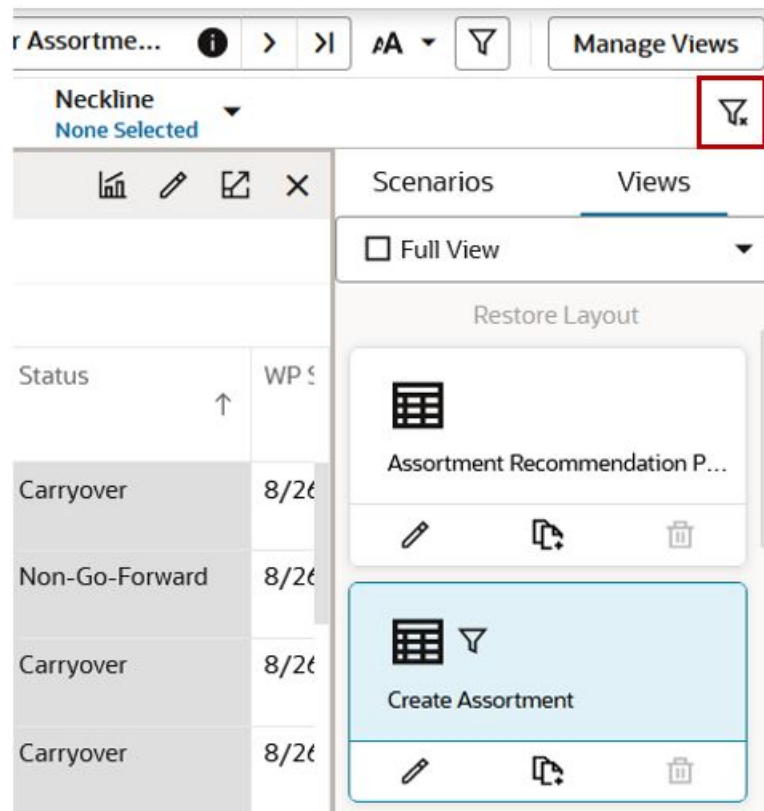 r Assortme...
AA
Manage Views
Neckline
None Selected
Scenarios
Views
Full View
Restore Layout
Status
WP S
Assortment Recommendation P...
Carryover
8/26
Non-Go-Forward
8/26
Create Assortment
Carryover
8/26
Carryover
8/26